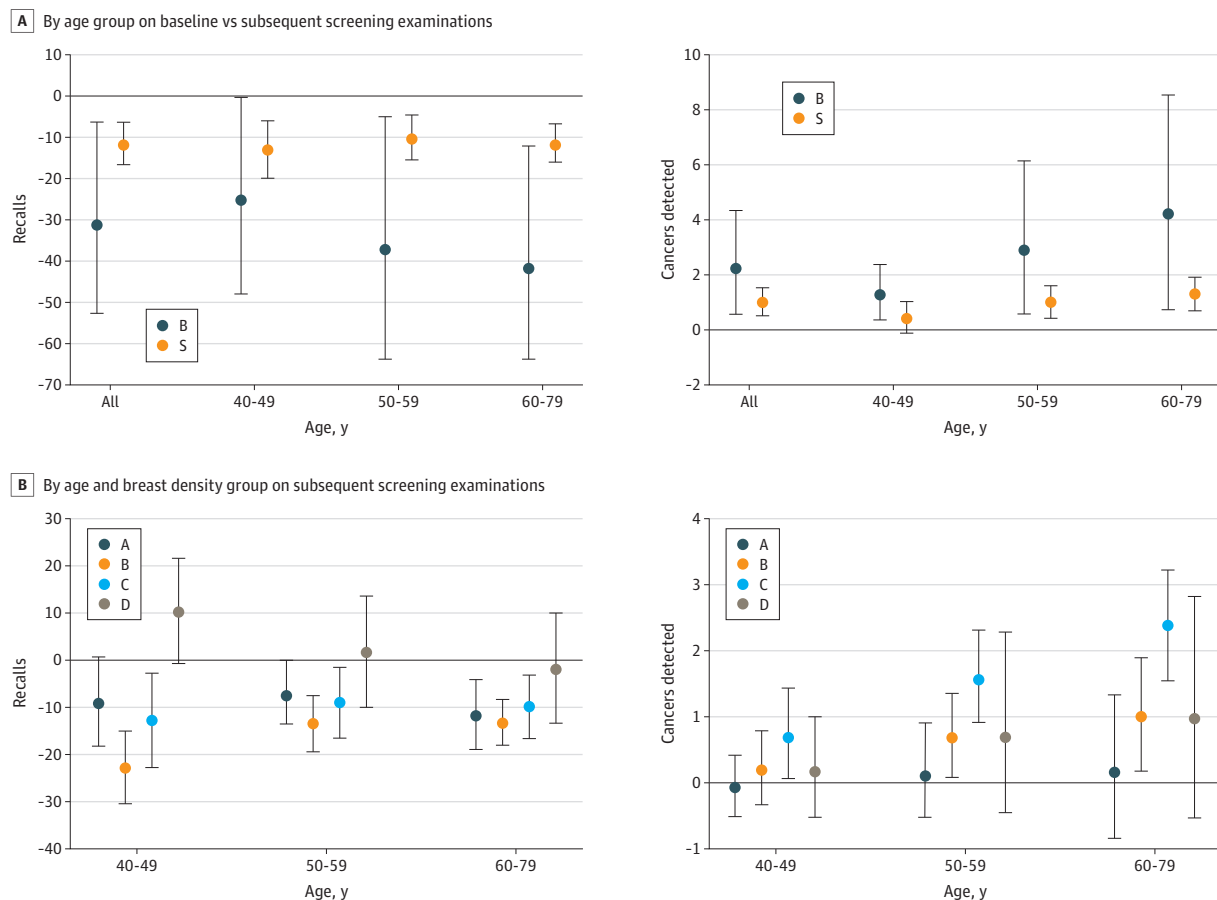 A By age group on baseline vs subsequent screening examinations
10
0
-10
-20
-30
-40
-50
-60
-70
Recalls
B
S
All
40-49
50-59
60-79
Age, y
10
8
6
4
2
0
-2
Cancers detected
B
S
All
40-49
50-59
60-79
Age, y
B By age and breast density group on subsequent screening examinations
30
20
10
0
-10
-20
-30
-40
Recalls
A
B
C
D
40-49
50-59
60-79
Age, y
4
3
2
1
0
-1
Cancers detected
A
B
C
D
40-49
50-59
60-79
Age, y